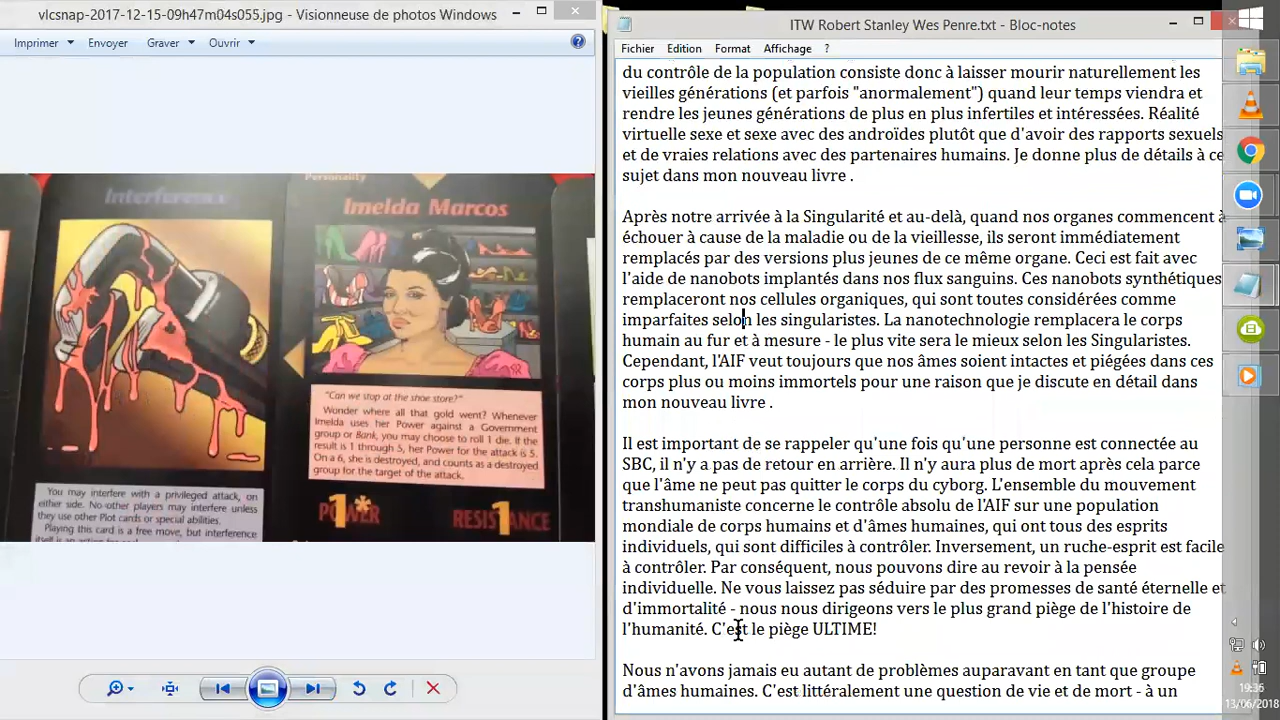 vlcsnap-2017-12-15-09h47m04s055.jpg - Visionneuse de photos Windows
Imprimer
Envoyer
Graver
Ouvrir
Interference
You may interfere with a privileged attack, on
either side. No other players may interfere unless
they use other Plot cards or special abilities.
Playing this card is a free move, but interference
itself is an action
Personality
Imelda Marcos
"Can we stop at the shoe store?"
Wonder where all that gold went? Whenever
Imelda uses her Power against a Government
group or Bank, you may choose to roll 1 die. If the
result is 1 through 5, her Power for the attack is 5.
On a 6, she is destroyed, and counts as a destroyed
group for the target of the attack.
POWER
1*
RESISTANCE
1
ITW Robert Stanley Wes Penre.txt - Bloc-notes
Fichier
Edition
Format
Affichage
?
du contrôle de la population consiste donc à laisser mourir naturellement les
vieilles générations (et parfois "anormalement") quand leur temps viendra et
rendre les jeunes générations de plus en plus infertiles et intéressées. Réalité
virtuelle sexe et sexe avec des androïdes plutôt que d'avoir des rapports sexuels
et de vraies relations avec des partenaires humains. Je donne plus de détails à ce
sujet dans mon nouveau livre .
Après notre arrivée à la Singularité et au-delà, quand nos organes commencent à
échouer à cause de la maladie ou de la vieillesse, ils seront immédiatement
remplacés par des versions plus jeunes de ce même organe. Ceci est fait avec
l'aide de nanobots implantés dans nos flux sanguins. Ces nanobots synthétiques
remplaceront nos cellules organiques, qui sont toutes considérées comme
imparfaites selon les singularistes. La nanotechnologie remplacera le corps
humain au fur et à mesure - le plus vite sera le mieux selon les Singularistes.
Cependant, l'AIF veut toujours que nos âmes soient intactes et piégées dans ces
corps plus ou moins immortels pour une raison que je discute en détail dans
mon nouveau livre .
Il est important de se rappeler qu'une fois qu'une personne est connectée au
SBC, il n'y a pas de retour en arrière. Il n'y aura plus de mort après cela parce
que l'âme ne peut pas quitter le corps du cyborg. L'ensemble du mouvement
transhumaniste concerne le contrôle absolu de l'AIF sur une population
mondiale de corps humains et d'âmes humaines, qui ont tous des esprits
individuels, qui sont difficiles à contrôler. Inversement, un ruche-esprit est facile
à contrôler. Par conséquent, nous pouvons dire au revoir à la pensée
individuelle. Ne vous laissez pas séduire par des promesses de santé éternelle et
d'immortalité - nous nous dirigeons vers le plus grand piège de l'histoire de
l'humanité. C'est le piège ULTIME!
Nous n'avons jamais eu autant de problèmes auparavant en tant que groupe
d'âmes humaines. C'est littéralement une question de vie et de mort - à un
19:36
13/06/2018